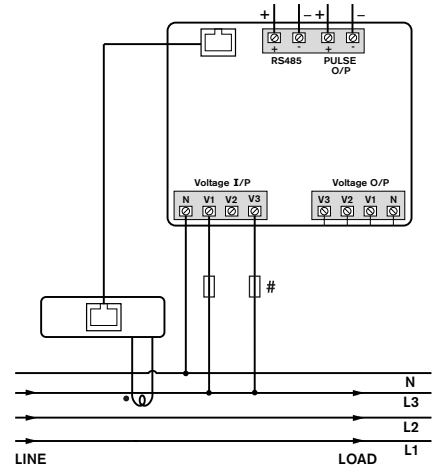 + – + –
+ - + -
RS485 PULSE O/P
Voltage I/P Voltage O/P
N V1 V2 V3 V3 V2 V1 N
#
N
L3
L2
L1
LINE LOAD